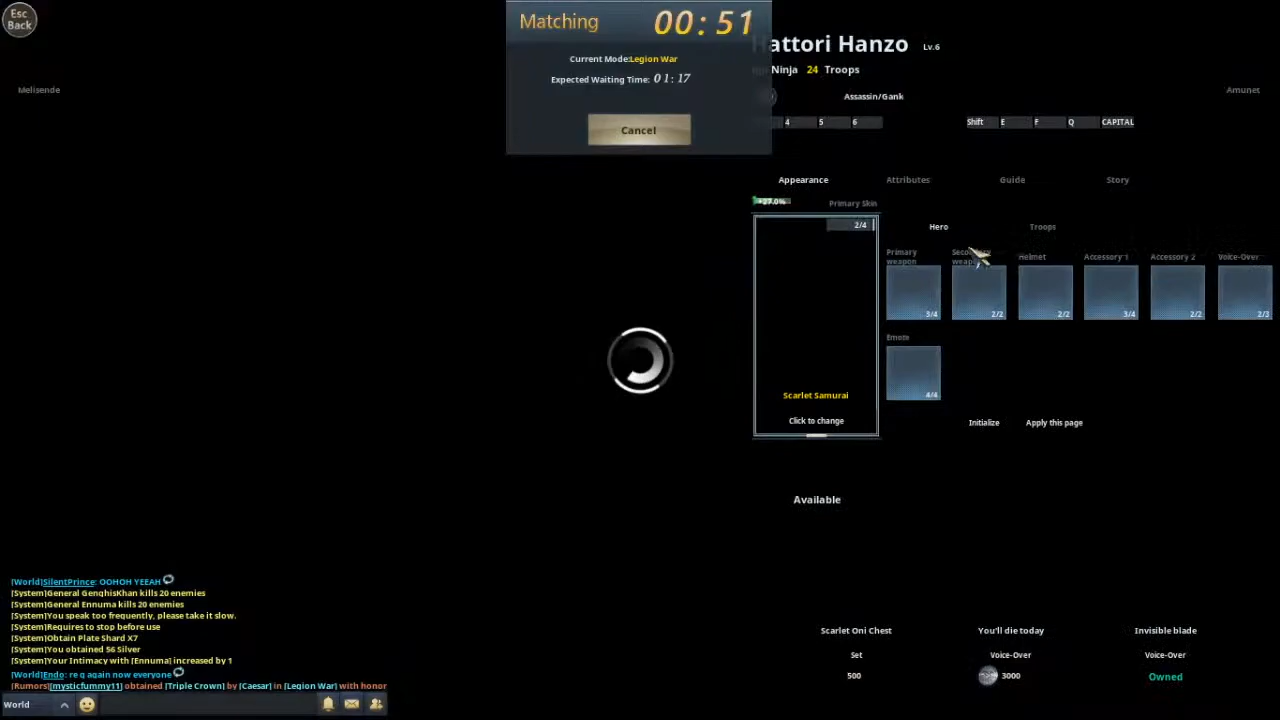 Esc
Back
Matching 00:51
Current Mode:Legion War
Expected Waiting Time: 01:17
Cancel
Hattori Hanzo Lv.6
Ninja 24 Troops
Assassin/Gank
4 5 6 Shift E F Q CAPITAL
Melisende
Amunet
Appearance Attributes Guide Story
+37.0% Primary Skin
2/4
Hero Troops
Primary weapon
Secondary weapon
Helmet
Accessory 1
Accessory 2
Voice-Over
3/4 2/2 2/2 3/4 2/2 2/3
Emote
4/4
Scarlet Samurai
Click to change
Initialize Apply this page
Available
[World]SilentPrince: OOHOH YEEAH
[System]General GenghisKhan kills 20 enemies
[System]General Ennuma kills 20 enemies
[System]You speak too frequently, please take it slow.
[System]Requires to stop before use
[System]Obtain Plate Shard X7
[System]You obtained 56 Silver
[System]Your Intimacy with [Ennuma] increased by 1
[World]Endo: re q again now everyone
[Rumors][mysticfummy11] obtained [Triple Crown] by [Caesar] in [Legion War] with honor
World
Scarlet Oni Chest
Set
500
You'll die today
Voice-Over
3000
Invisible blade
Voice-Over
Owned